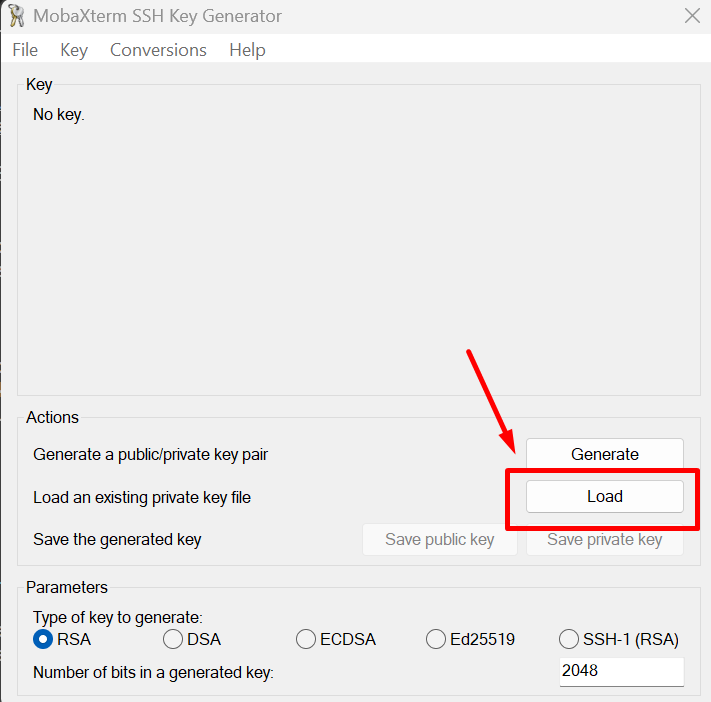 MobaXterm SSH Key Generator
File Key Conversions Help
Key
No key.
Actions
Generate a public/private key pair Generate
Load an existing private key file Load
Save the generated key Save public key Save private key
Parameters
Type of key to generate:
RSA DSA ECDSA Ed25519 SSH-1 (RSA)
Number of bits in a generated key: 2048